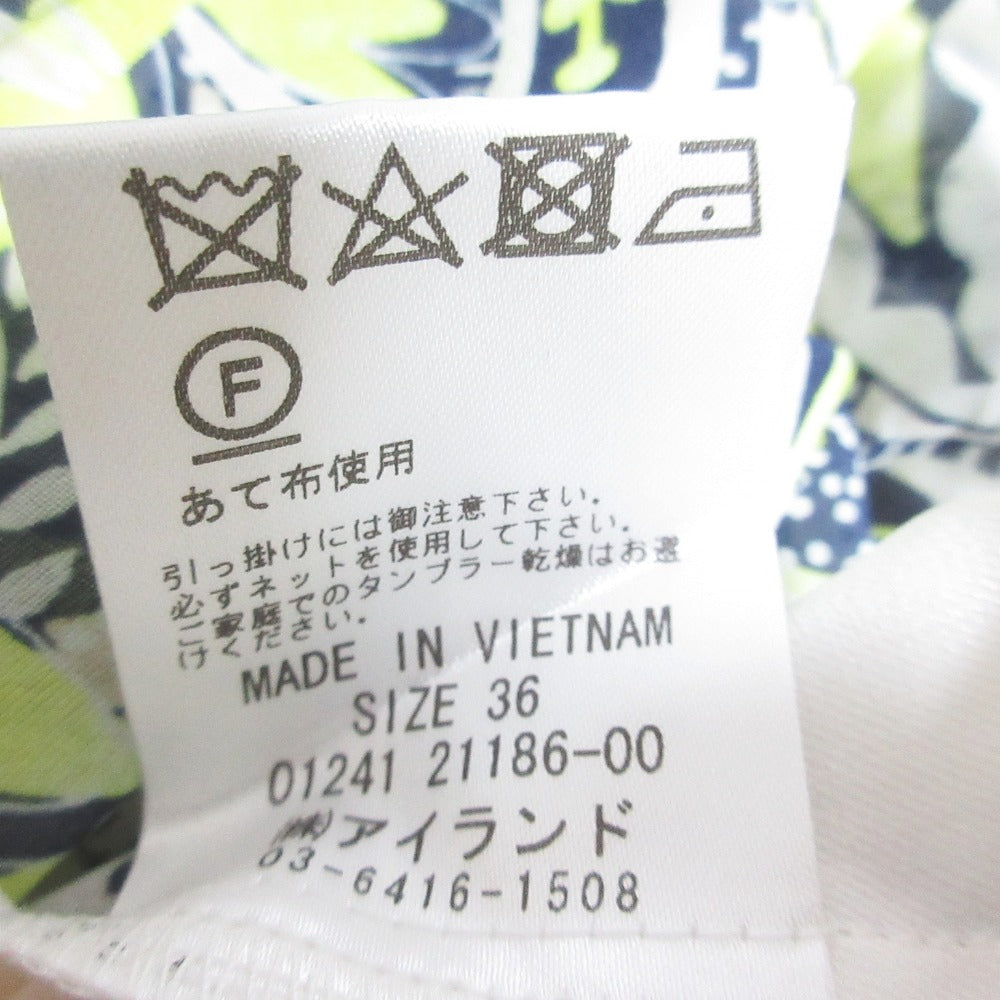 F
あて布使用
引っ掛けには御注意下さい。
必ずネットを使用して下さい。
ご家庭でのタンブラー乾燥はお避
けください。
MADE IN VIETNAM
SIZE 36
01241 21186-00
㈱アイランド
03-6416-1508